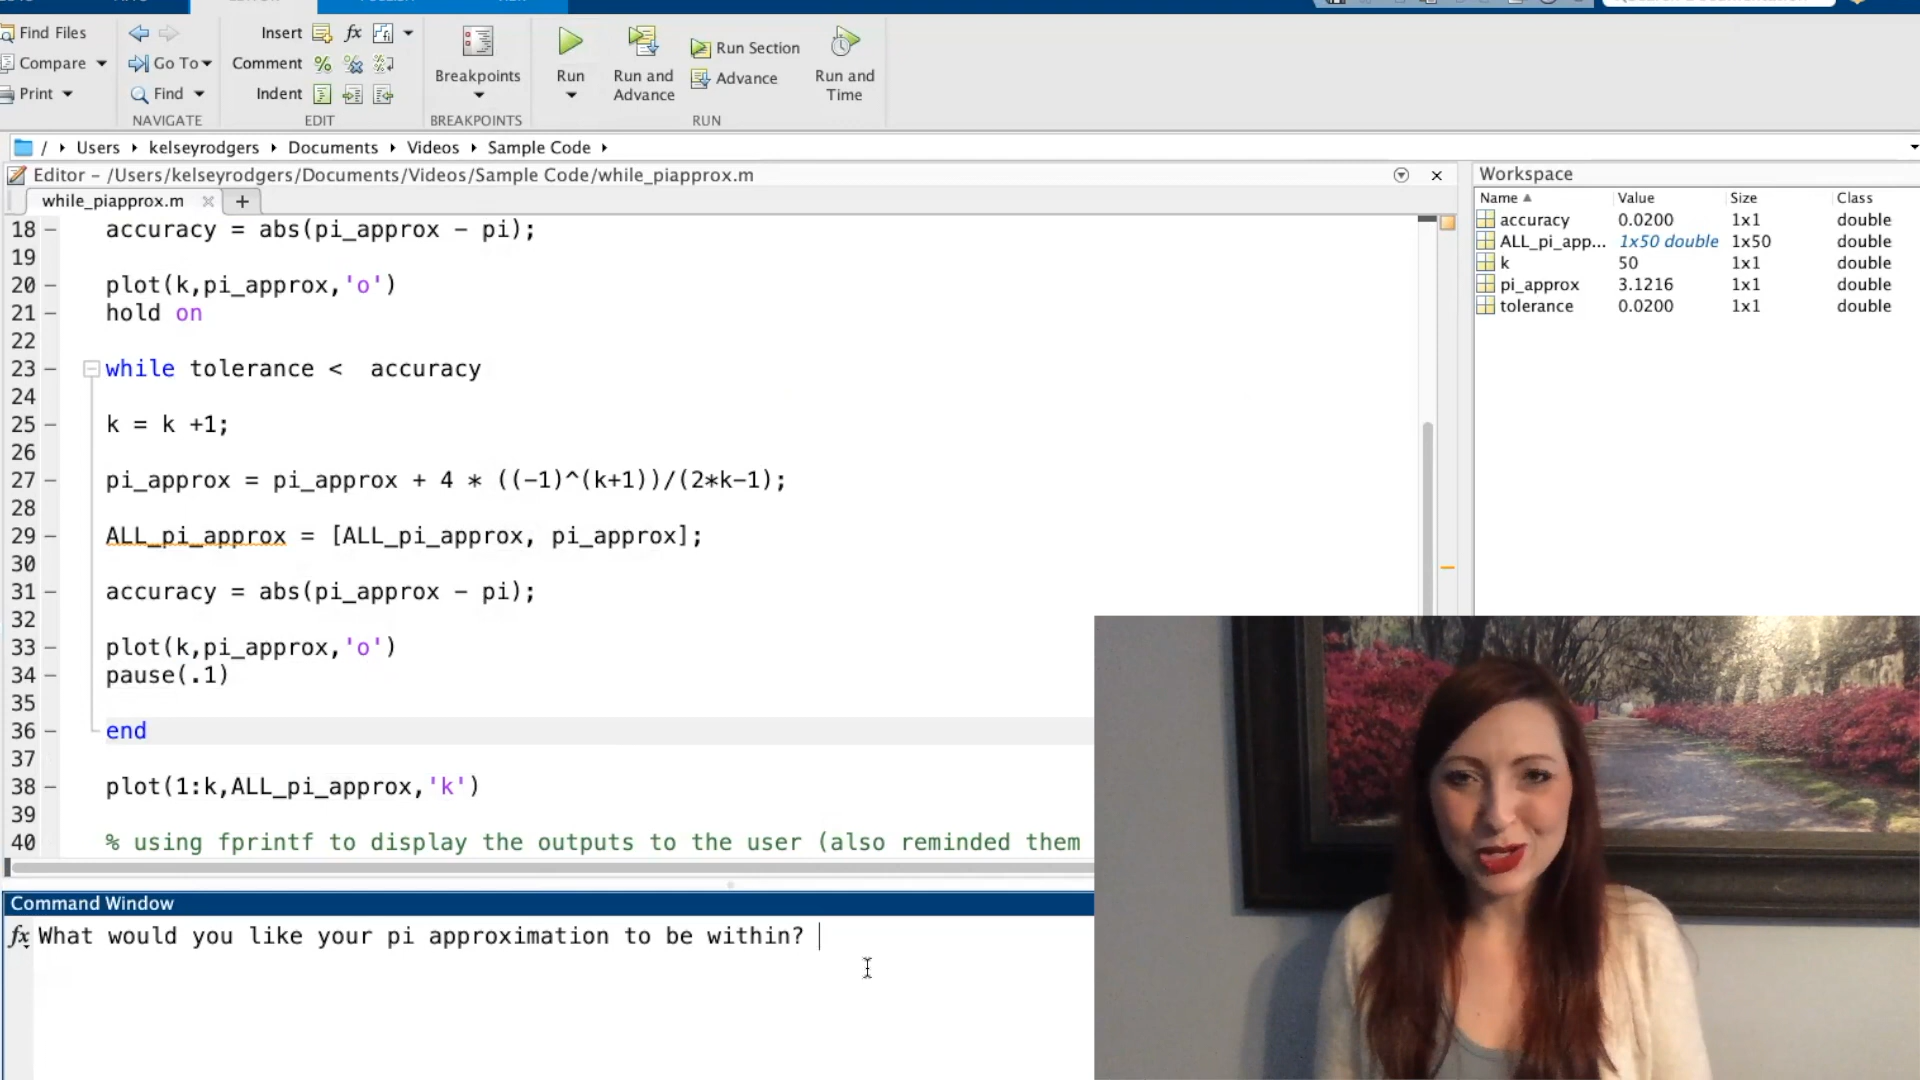 Find Files
Insert
fx
Compare
Go To
Comment
%
Print
Find
Indent
NAVIGATE
EDIT
Breakpoints
BREAKPOINTS
Run
Run and Advance
Run Section
Advance
Run and Time
RUN
/ Users kelseyrodgers Documents Videos Sample Code
Editor - /Users/kelseyrodgers/Documents/Videos/Sample Code/while_piapprox.m
while_piapprox.m
18 - accuracy = abs(pi_approx - pi);
19
20 - plot(k,pi_approx,'o')
21 - hold on
22
23 - while tolerance <  accuracy
24
25 - k = k +1;
26
27 - pi_approx = pi_approx + 4 * ((-1)^(k+1))/(2*k-1);
28
29 - ALL_pi_approx = [ALL_pi_approx, pi_approx];
30
31 - accuracy = abs(pi_approx - pi);
32
33 - plot(k,pi_approx,'o')
34 - pause(.1)
35
36 - end
37
38 - plot(1:k,ALL_pi_approx,'k')
39
40 % using fprintf to display the outputs to the user (also reminded them
Workspace
Name Value Size Class
accuracy 0.0200 1x1 double
ALL_pi_app... 1x50 double 1x50 double
k 50 1x1 double
pi_approx 3.1216 1x1 double
tolerance 0.0200 1x1 double
Command Window
fx What would you like your pi approximation to be within?